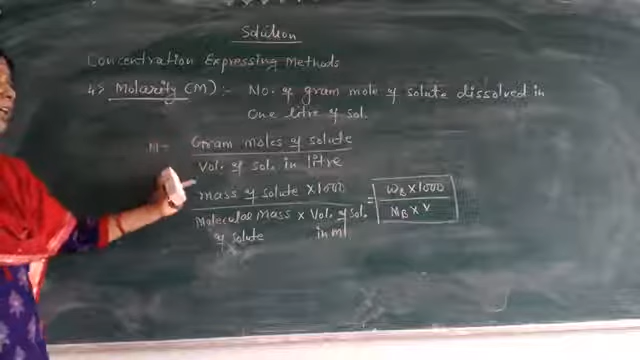 Solution
Concentration Expressing Methods
4> Molarity (M) :- No. of gram mole of solute dissolved in
One litre of sol.
M = Gram moles of solute
Vol. of sol. in litre
= mass of solute × 1000
Molecular Mass × Vol. of sol.
of solute in ml
= WB × 1000
MB × V